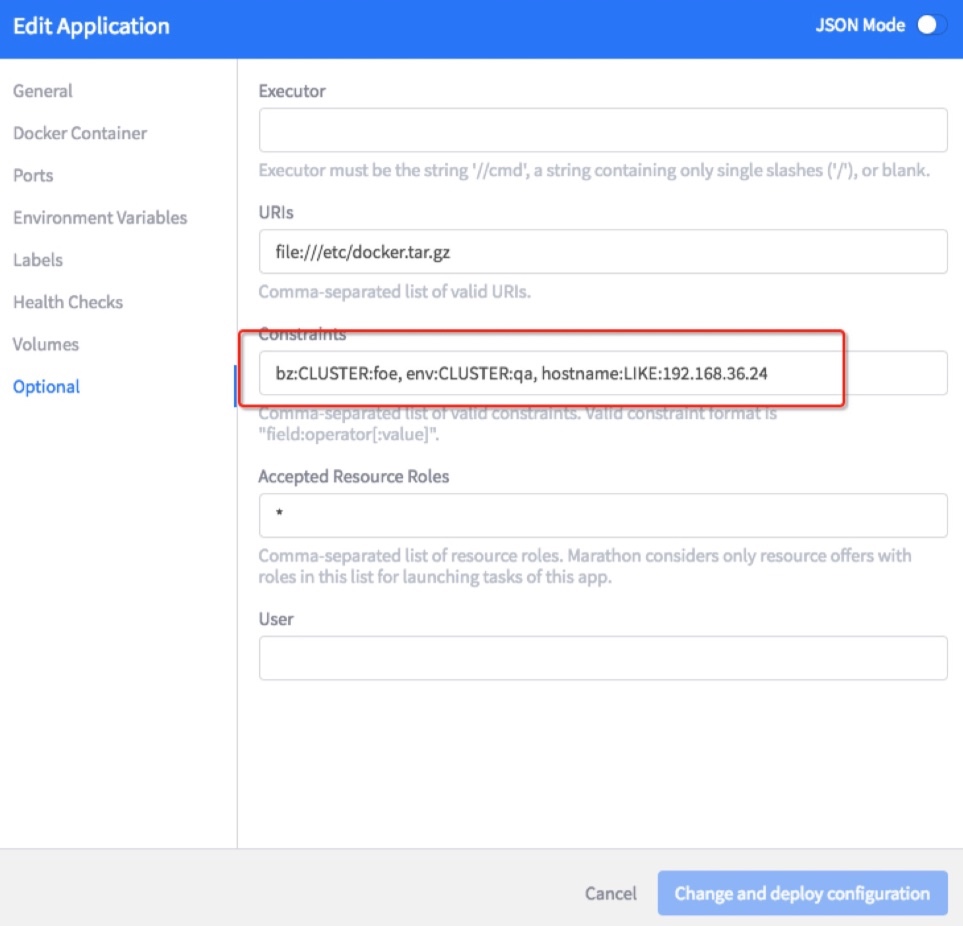 Edit Application
JSON Mode
General
Docker Container
Ports
Environment Variables
Labels
Health Checks
Volumes
Optional
Executor
Executor must be the string '//cmd', a string containing only single slashes ('/'), or blank.
URIs
file:///etc/docker.tar.gz
Comma-separated list of valid URIs.
Constraints
bz:CLUSTER:foe, env:CLUSTER:qa, hostname:LIKE:192.168.36.24
Comma-separated list of valid constraints. Valid constraint format is
"field:operator[:value]".
Accepted Resource Roles
*
Comma-separated list of resource roles. Marathon considers only resource offers with
roles in this list for launching tasks of this app.
User
Cancel
Change and deploy configuration